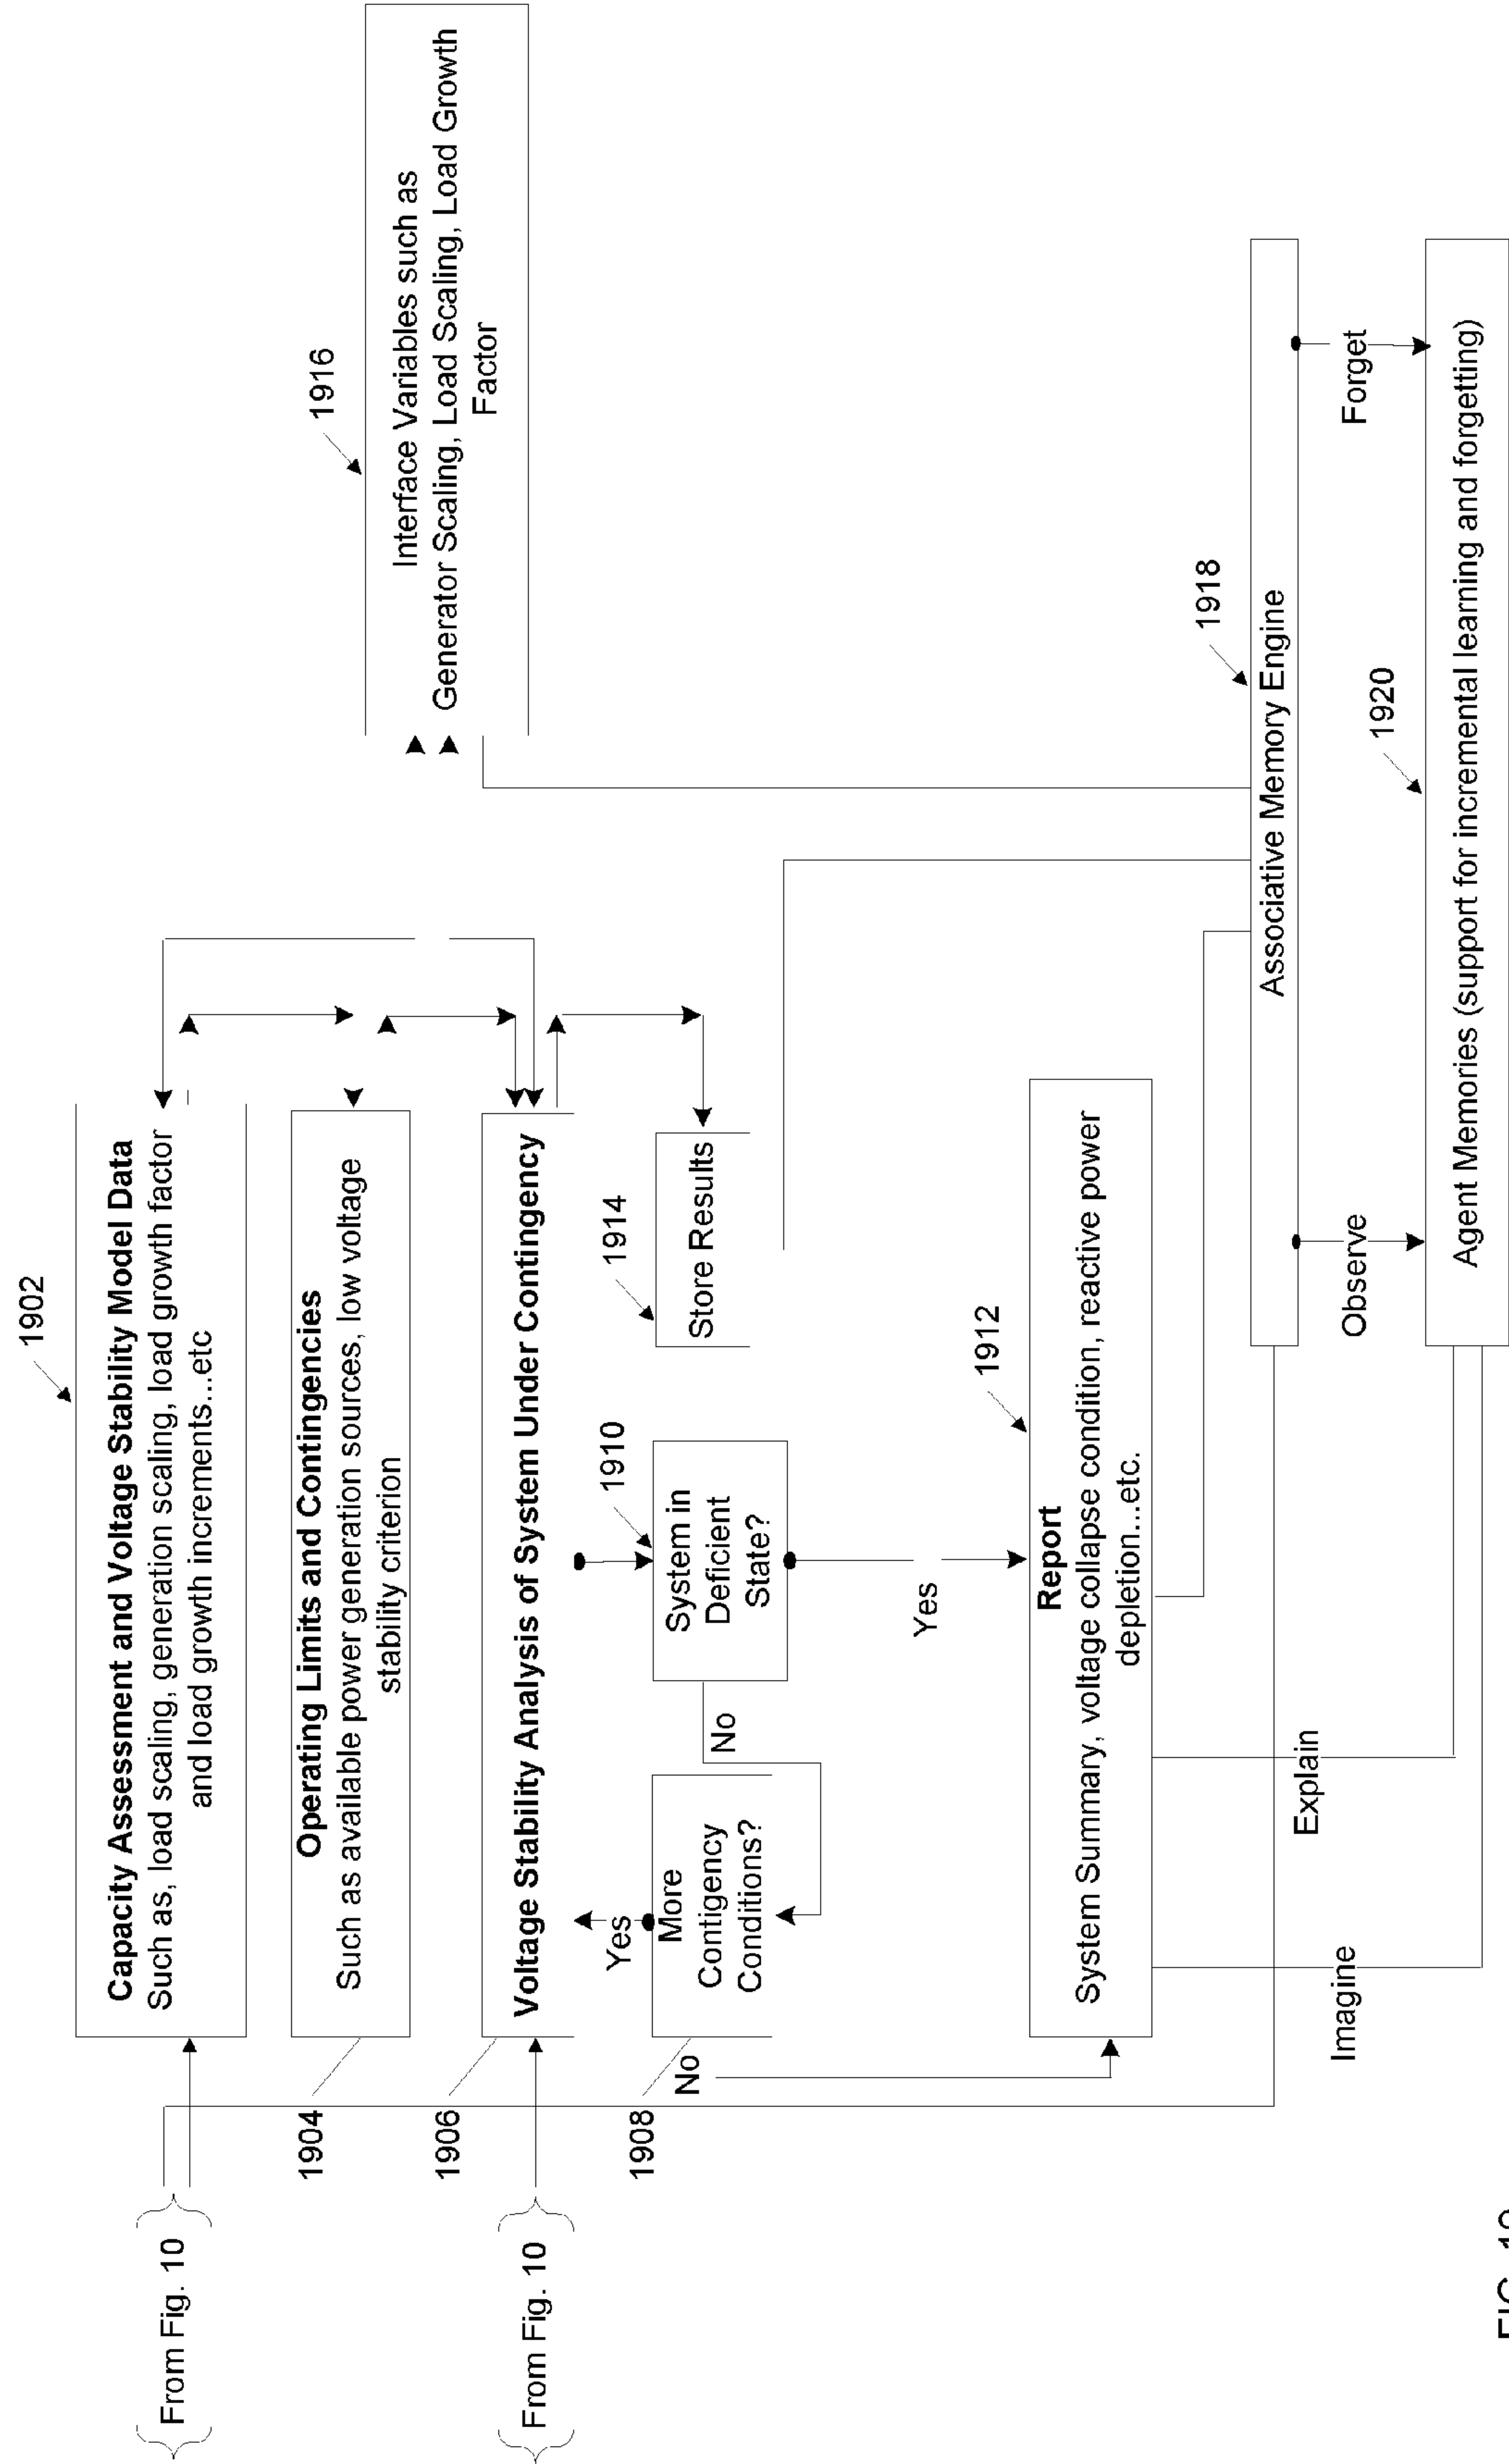 1902
Capacity Assessment and Voltage Stability Model Data
Such as, load scaling, generation scaling, load growth factor
and load growth increments...etc
From Fig. 10
1904
Operating Limits and Contingencies
Such as available power generation sources, low voltage
stability criterion
1906
Voltage Stability Analysis of System Under Contingency
From Fig. 10
1908
More
Contigency
Conditions?
Yes
No
No
1910
System in
Deficient
State?
Yes
1914
Store Results
1916
Interface Variables such as
Generator Scaling, Load Scaling, Load Growth
Factor
1912
Report
System Summary, voltage collapse condition, reactive power
depletion...etc.
1918
Associative Memory Engine
Imagine
Explain
Observe
Forget
1920
Agent Memories (support for incremental learning and forgetting)